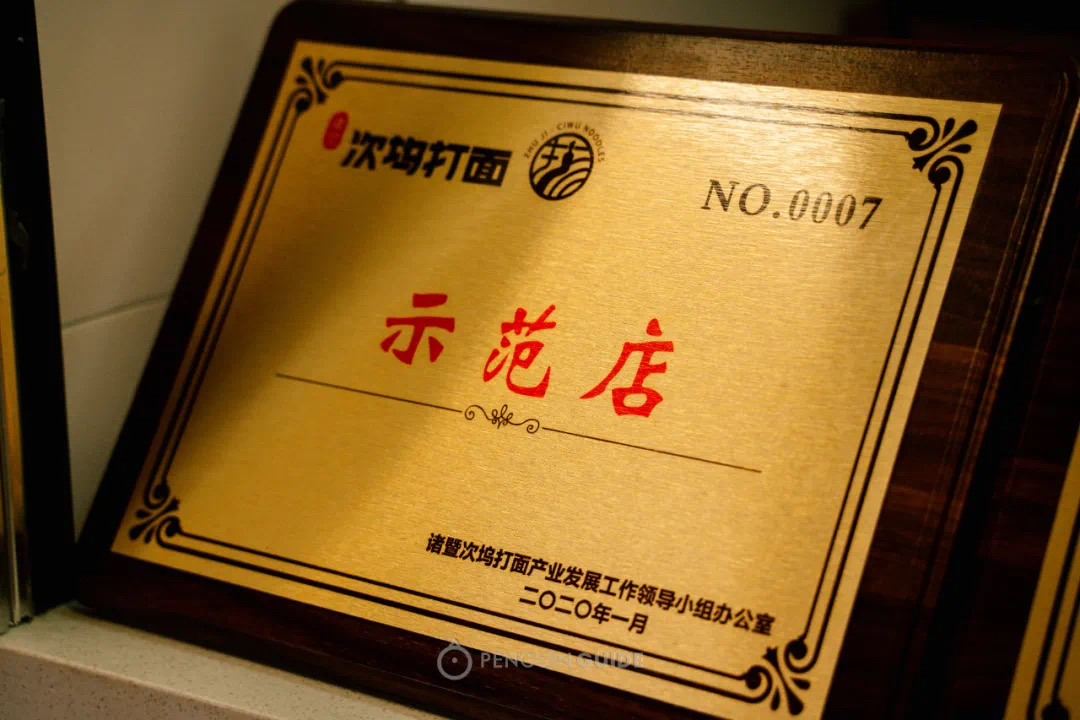 次坞打面
ZHU JI · CIWU NOODLES
NO.0007
示范店
诸暨次坞打面产业发展工作领导小组办公室
二〇二〇年一月
PENGUIN GUIDE